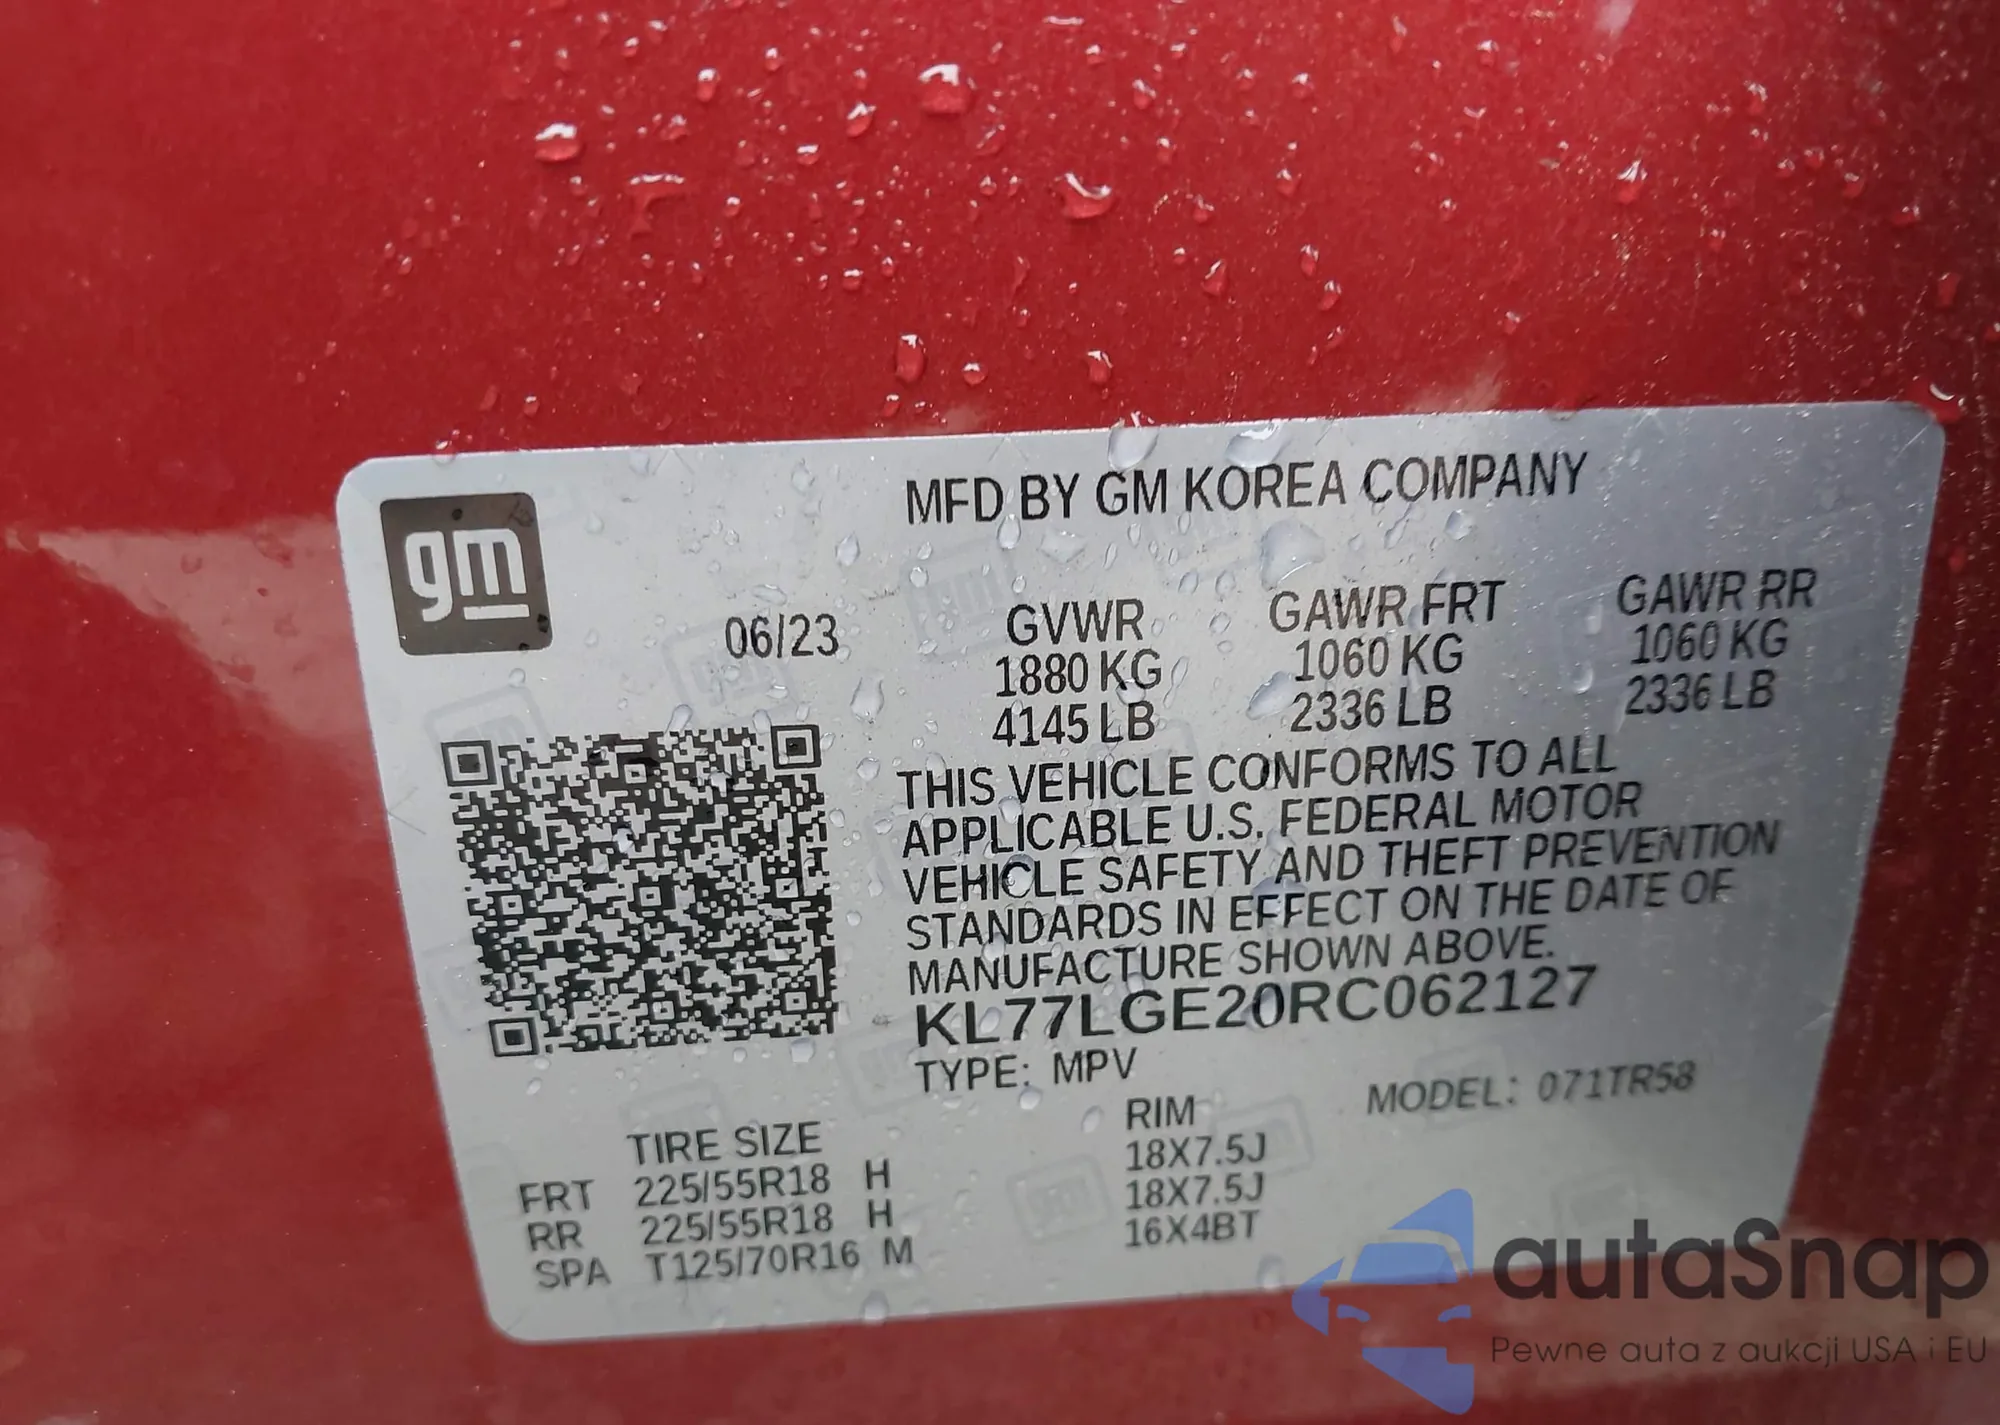 gm
MFD BY GM KOREA COMPANY
06/23
GVWR GAWR FRT GAWR RR
1880 KG 1060 KG 1060 KG
4145 LB 2336 LB 2336 LB
THIS VEHICLE CONFORMS TO ALL
APPLICABLE U.S. FEDERAL MOTOR
VEHICLE SAFETY AND THEFT PREVENTION
STANDARDS IN EFFECT ON THE DATE OF
MANUFACTURE SHOWN ABOVE.
KL77LGE20RC062127
TYPE: MPV MODEL: 071TR58
TIRE SIZE RIM
FRT 225/55R18 H 18X7.5J
RR 225/55R18 H 18X7.5J
SPA T125/70R16 M 16X4BT
autaSnap
Pewne auta z aukcji USA i EU